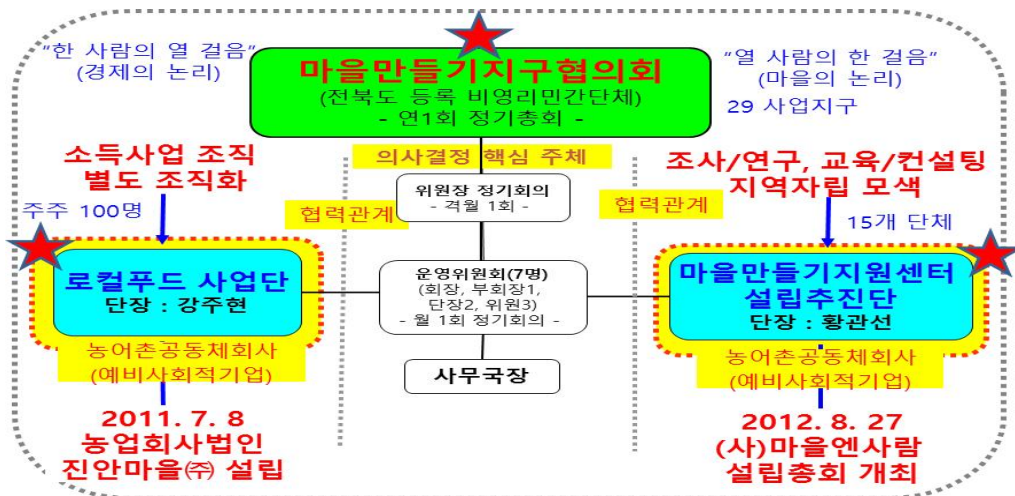 "한 사람의 열 걸음"
(경제의 논리)
마을만들기지구협의회
(전북도 등록 비영리민간단체)
- 연1회 정기총회 -
"열 사람의 한 걸음"
(마을의 논리)
29 사업지구
소득사업 조직
별도 조직화
의사결정 핵심 주체
조사/연구, 교육/컨설팅
지역자립 모색
위원장 정기회의
- 격월 1회 -
주주 100명
협력관계
협력관계
15개 단체
로컬푸드 사업단
단장 : 강주현
운영위원회(7명)
(회장, 부회장1,
단장2, 위원3)
- 월 1회 정기회의 -
마을만들기지원센터
설립추진단
단장 : 황관선
농어촌공동체회사
(예비사회적기업)
사무국장
농어촌공동체회사
(예비사회적기업)
2011. 7. 8
농업회사법인
진안마을㈜ 설립
2012. 8. 27
(사)마을엔사람
설립총회 개최